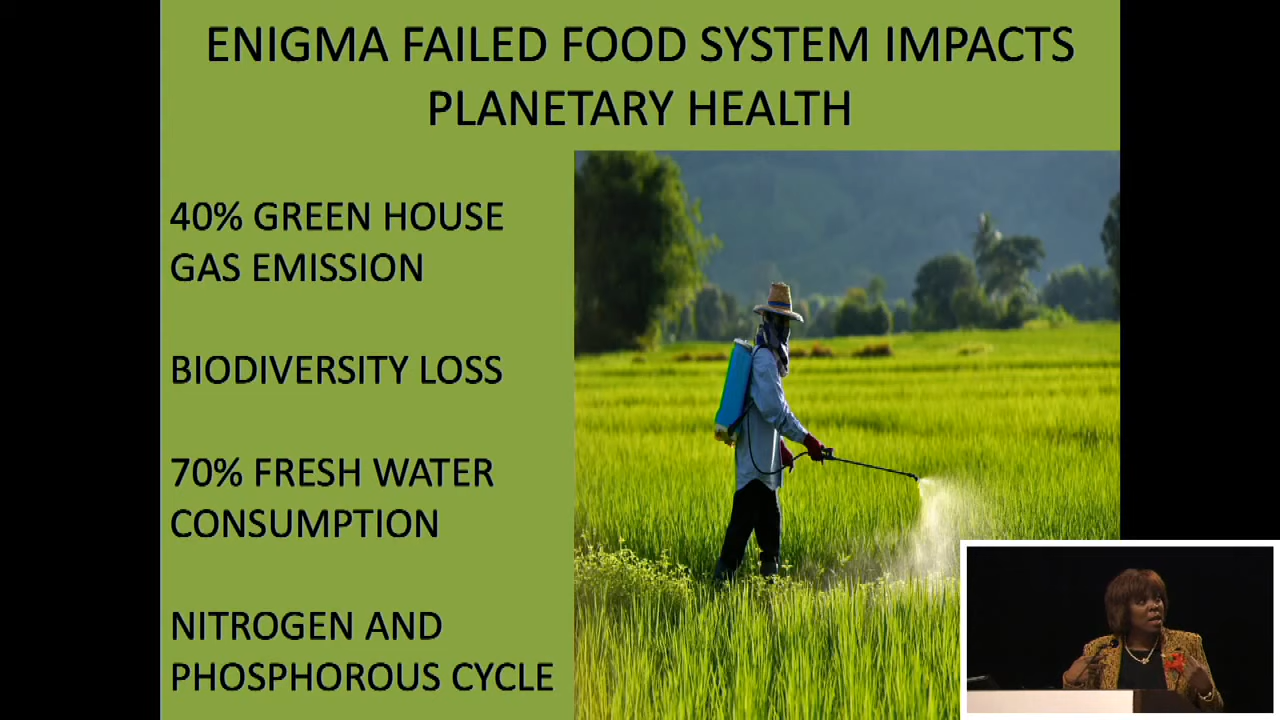 ENIGMA FAILED FOOD SYSTEM IMPACTS
PLANETARY HEALTH
40% GREEN HOUSE
GAS EMISSION
BIODIVERSITY LOSS
70% FRESH WATER
CONSUMPTION
NITROGEN AND
PHOSPHOROUS CYCLE